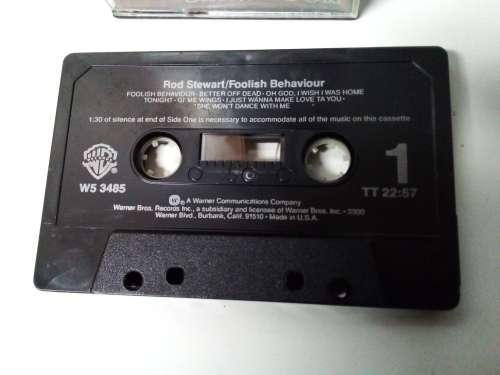 Rod Stewart/Foolish Behaviour
FOOLISH BEHAVIOUR • BETTER OFF DEAD • OH GOD, I WISH I WAS HOME
TONIGHT • GI' ME WINGS • I JUST WANNA MAKE LOVE TA YOU •
*SHE WON'T DANCE WITH ME
1:30 of silence at end of Side One is necessary to accommodate all of the music on this cassette
W5 3485
1
TT 22:57
A Warner Communications Company
Warner Bros. Records Inc., a subsidiary and licensee of Warner Bros. Inc. • 3300
Warner Blvd., Burbank, Calif. 91510 • Made in U.S.A.